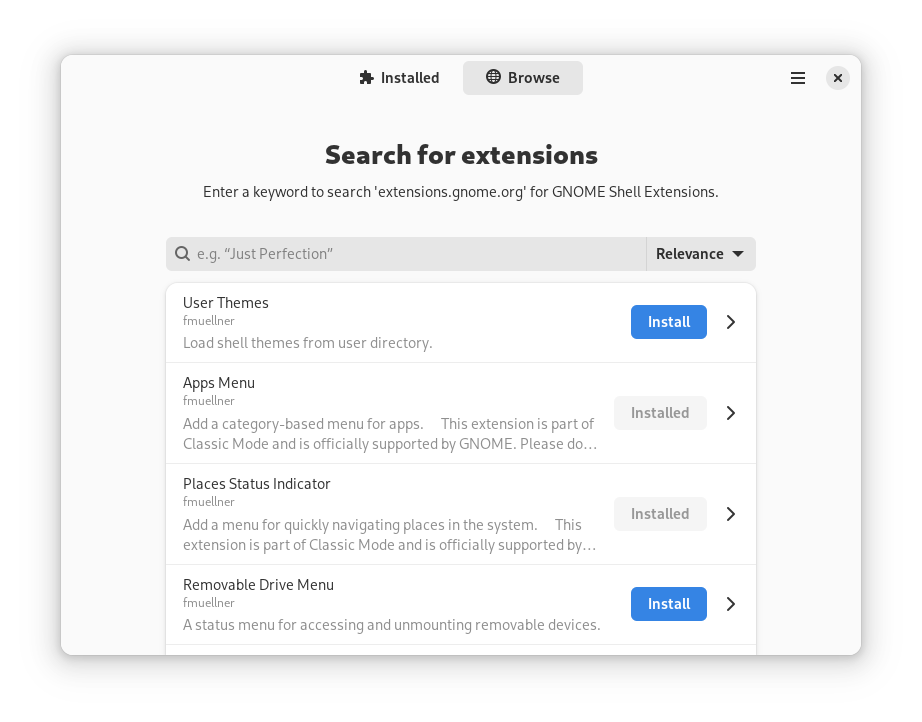 Installed
Browse
Search for extensions
Enter a keyword to search 'extensions.gnome.org' for GNOME Shell Extensions.
e.g. “Just Perfection”
Relevance
User Themes
fmuellner
Load shell themes from user directory.
Install
Apps Menu
fmuellner
Add a category-based menu for apps. This extension is part of
Classic Mode and is officially supported by GNOME. Please do…
Installed
Places Status Indicator
fmuellner
Add a menu for quickly navigating places in the system. This
extension is part of Classic Mode and is officially supported by…
Installed
Removable Drive Menu
fmuellner
A status menu for accessing and unmounting removable devices.
Install